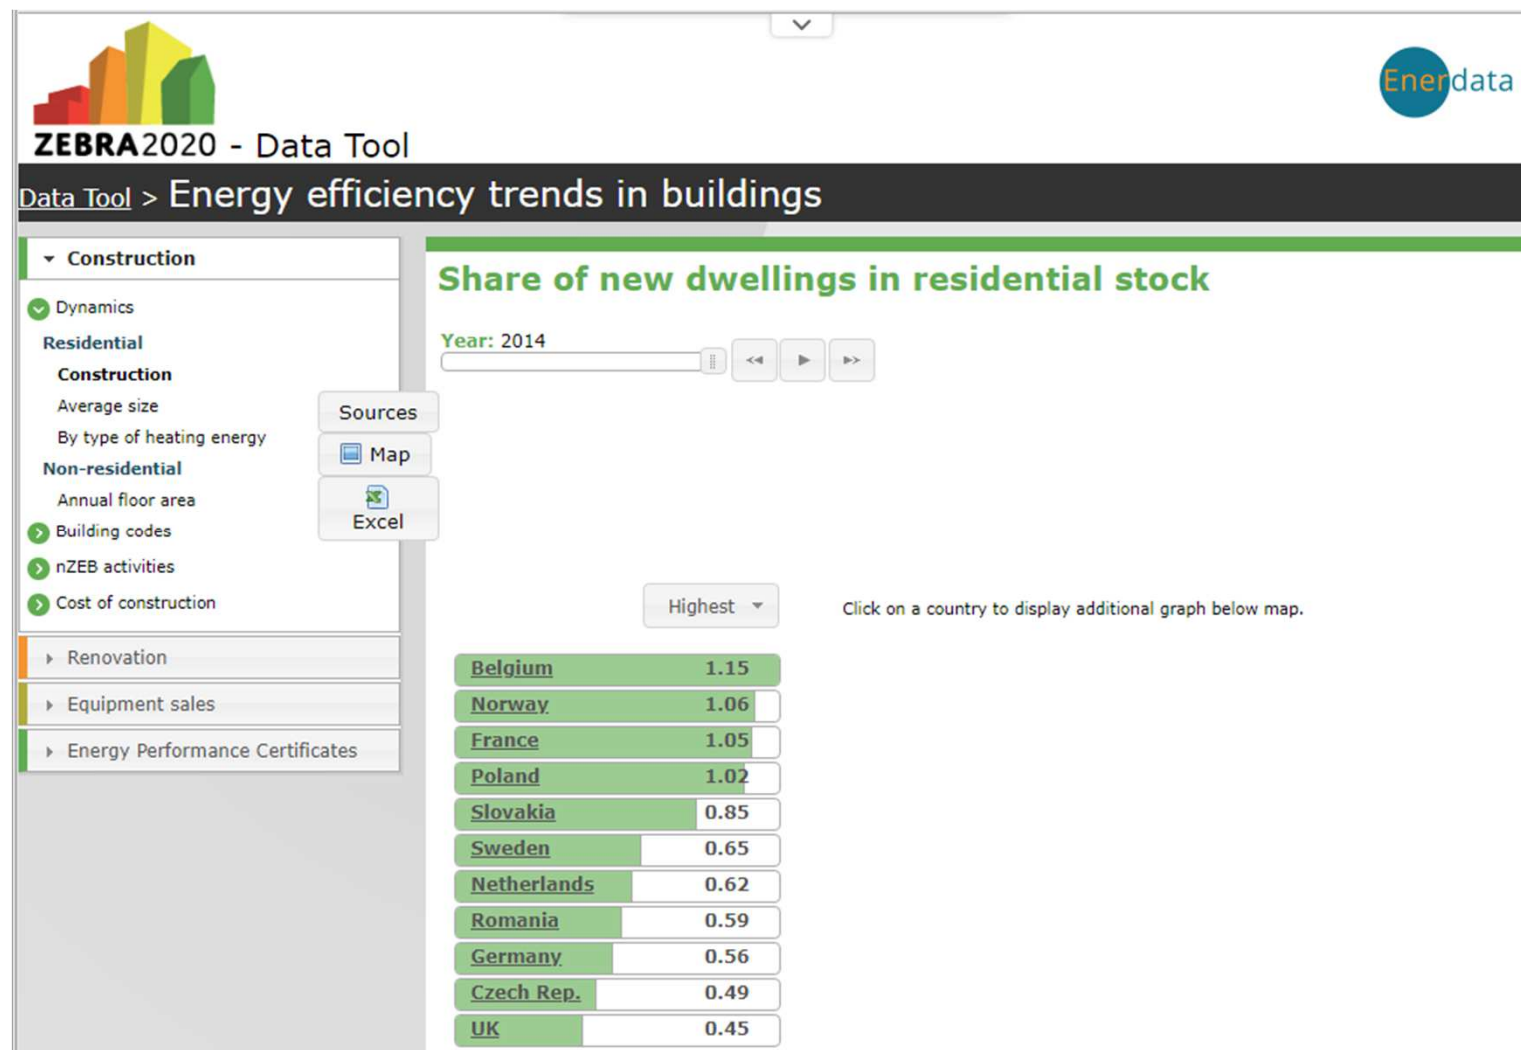 Enerdata
ZEBRA2020 - Data Tool
Data Tool > Energy efficiency trends in buildings
Construction
Dynamics
Residential
Construction
Average size
By type of heating energy
Non-residential
Annual floor area
Building codes
nZEB activities
Cost of construction
Renovation
Equipment sales
Energy Performance Certificates
Sources
Map
Excel
Share of new dwellings in residential stock
Year: 2014
Highest
Click on a country to display additional graph below map.
Belgium 1.15
Norway 1.06
France 1.05
Poland 1.02
Slovakia 0.85
Sweden 0.65
Netherlands 0.62
Romania 0.59
Germany 0.56
Czech Rep. 0.49
UK 0.45